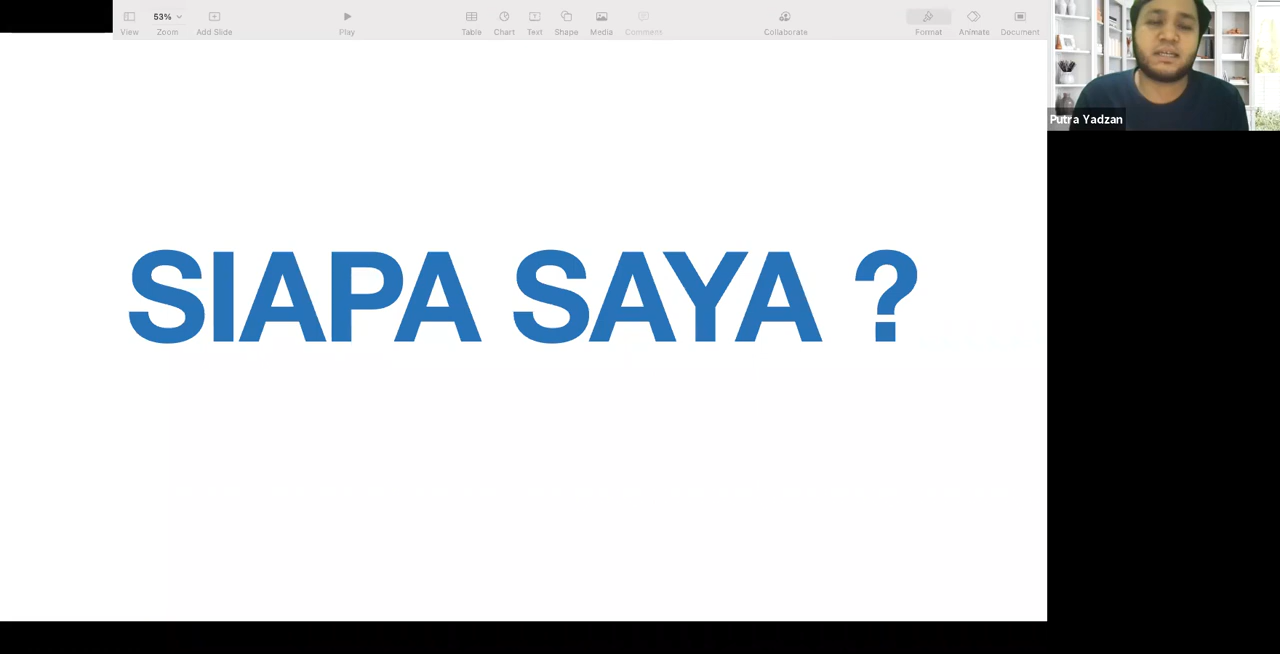 53%
View
Zoom
Add Slide
Play
Table
Chart
Text
Shape
Media
Comment
Collaborate
Format
Animate
Document
Putra Yadzan
SIAPA SAYA ?